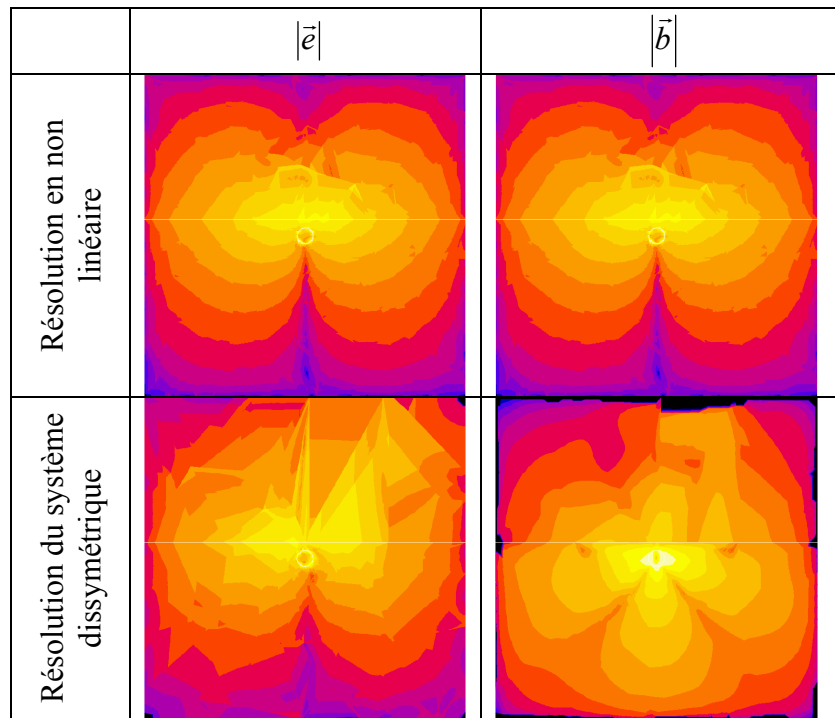 |e⃗|
|b⃗|
Résolution en non
linéaire
Résolution du système
dissymétrique